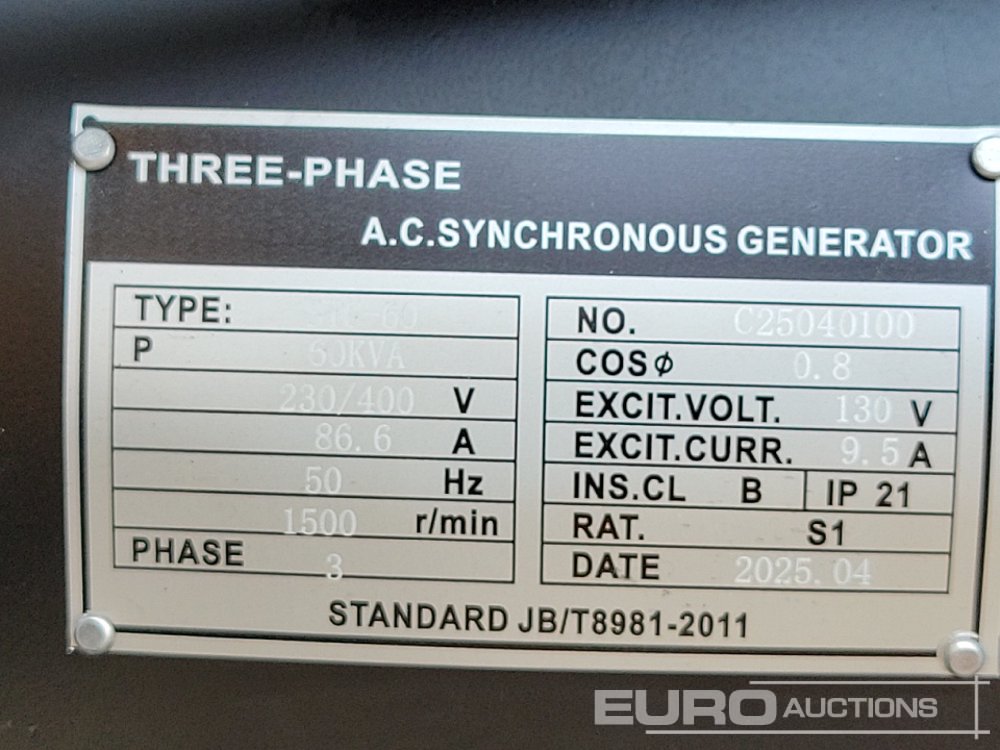 THREE-PHASE
A.C.SYNCHRONOUS GENERATOR
TYPE:
P 60KVA
230/400 V
86.6 A
50 Hz
1500 r/min
PHASE 3
NO. C25040100
COSϕ 0.8
EXCIT.VOLT. 130 V
EXCIT.CURR. 9.5 A
INS.CL B IP 21
RAT. S1
DATE 2025.04
STANDARD JB/T8981-2011
EURO AUCTIONS